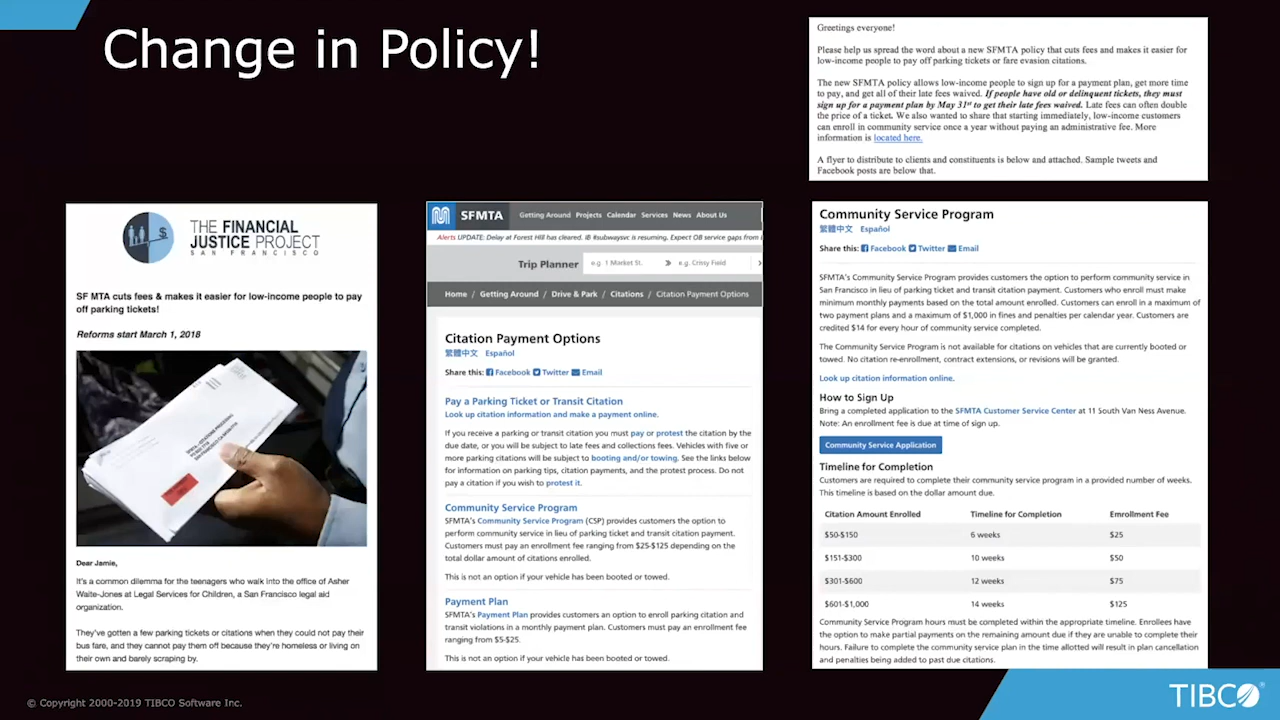 Change in Policy!
Greetings everyone!
Please help us spread the word about a new SFMTA policy that cuts fees and makes it easier for
low-income people to pay off parking tickets or fare evasion citations.
The new SFMTA policy allows low-income people to sign up for a payment plan, get more time
to pay, and get all of their late fees waived. If people have old or delinquent tickets, they must
sign up for a payment plan by May 31st to get their late fees waived. Late fees can often double
the price of a ticket. We also wanted to share that starting immediately, low-income customers
can enroll in community service once a year without paying an administrative fee. More
information is located here.
A flyer to distribute to clients and constituents is below and attached. Sample tweets and
Facebook posts are below that.
THE FINANCIAL
JUSTICE PROJECT
SAN FRANCISCO
SF MTA cuts fees & makes it easier for low-income people to pay
off parking tickets!
Reforms start March 1, 2018
Dear Jamie,
It's a common dilemma for the teenagers who walk into the office of Asher
Waite-Jones at Legal Services for Children, a San Francisco legal aid
organization.
They've gotten a few parking tickets or citations when they could not pay their
bus fare, and they cannot pay them off because they're homeless or living on
their own and barely scraping by.
SFMTA Getting Around Projects Calendar Services News About Us
Alerts UPDATE: Delay at Forest Hill has cleared. IB #subwaysvc is resuming. Expect OB service gaps from
Trip Planner e.g. 1 Market St. e.g. Crissy Field
Home / Getting Around / Drive & Park / Citations / Citation Payment Options
Citation Payment Options
繁體中文 Español
Share this: Facebook Twitter Email
Pay a Parking Ticket or Transit Citation
Look up citation information and make a payment online.
If you receive a parking or transit citation you must pay or protest the citation by the
due date, or you will be subject to late fees and collections fees. Vehicles with five or
more parking citations will be subject to booting and/or towing. See the links below
for information on parking tips, citation payments, and the protest process. Do not
pay a citation if you wish to protest it.
Community Service Program
SFMTA's Community Service Program (CSP) provides customers the option to
perform community service in lieu of parking ticket and transit citation payment.
Customers must pay an enrollment fee ranging from $25-$125 depending on the
total dollar amount of citations enrolled.
This is not an option if your vehicle has been booted or towed.
Payment Plan
SFMTA's Payment Plan provides customers an option to enroll parking citation and
transit violations in a monthly payment plan. Customers must pay an enrollment fee
ranging from $5-$25.
This is not an option if your vehicle has been booted or towed.
Community Service Program
繁體中文 Español
Share this: Facebook Twitter Email
SFMTA's Community Service Program provides customers the option to perform community service in
San Francisco in lieu of parking ticket and transit citation payment. Customers who enroll must make
minimum monthly payments based on the total amount enrolled. Customers can enroll in a maximum of
two payment plans and a maximum of $1,000 in fines and penalties per calendar year. Customers are
credited $14 for every hour of community service completed.
The Community Service Program is not available for citations on vehicles that are currently booted or
towed. No citation re-enrollment, contract extensions, or revisions will be granted.
Look up citation information online.
How to Sign Up
Bring a completed application to the SFMTA Customer Service Center at 11 South Van Ness Avenue.
Note: An enrollment fee is due at time of sign up.
Community Service Application
Timeline for Completion
Customers are required to complete their community service program in a provided number of weeks.
This timeline is based on the dollar amount due.
Citation Amount Enrolled Timeline for Completion Enrollment Fee
$50-$150 6 weeks $25
$151-$300 10 weeks $50
$301-$600 12 weeks $75
$601-$1,000 14 weeks $125
Community Service Program hours must be completed within the appropriate timeline. Enrollees have
the option to make partial payments on the remaining amount due if they are unable to complete their
hours. Failure to complete the community service plan in the time allotted will result in plan cancellation
and penalties being added to past due citations.
© Copyright 2000-2019 TIBCO Software Inc.
TIBCO